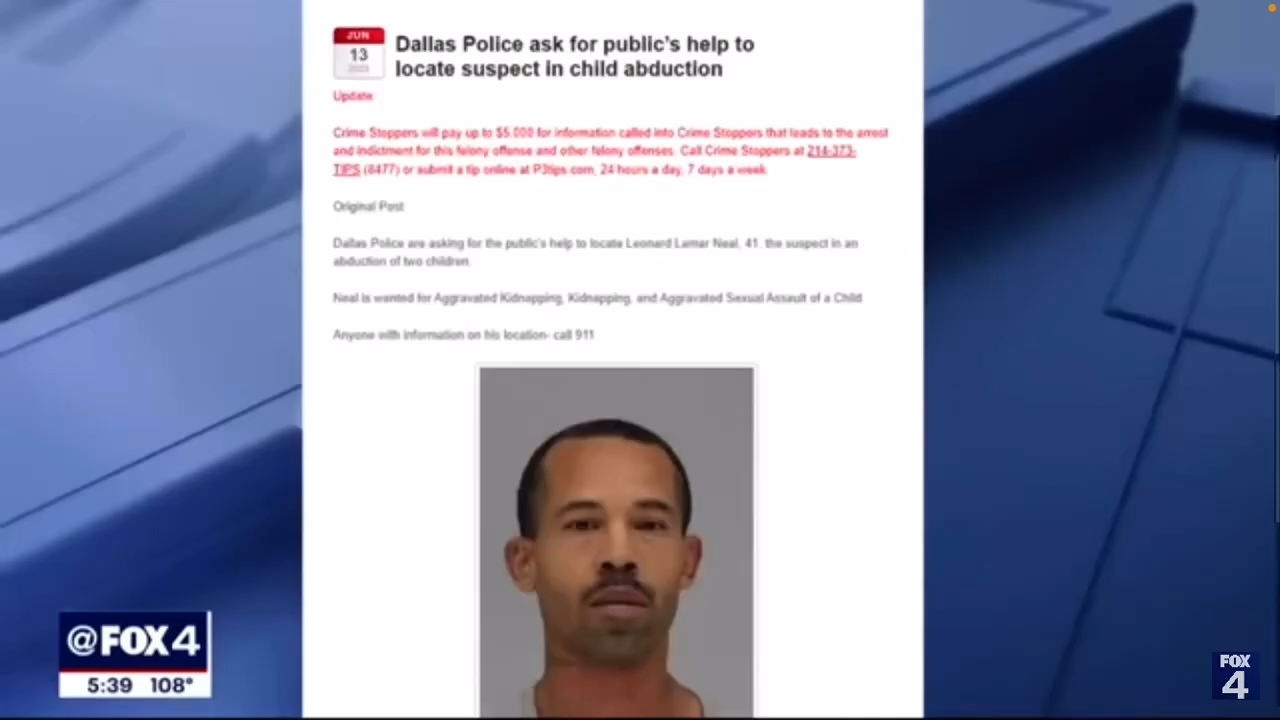 JUN
13
2023
Dallas Police ask for public's help to
locate suspect in child abduction
Update
Crime Stoppers will pay up to $5,000 for information called into Crime Stoppers that leads to the arrest
and indictment for this felony offense and other felony offenses. Call Crime Stoppers at 214-373-
TIPS (8477) or submit a tip online at P3tips.com, 24 hours a day, 7 days a week.
Original Post
Dallas Police are asking for the public's help to locate Leonard Lamar Neal, 41, the suspect in an
abduction of two children.
Neal is wanted for Aggravated Kidnapping, Kidnapping, and Aggravated Sexual Assault of a Child
Anyone with information on his location- call 911
@FOX 4
5:39 108°
FOX
4